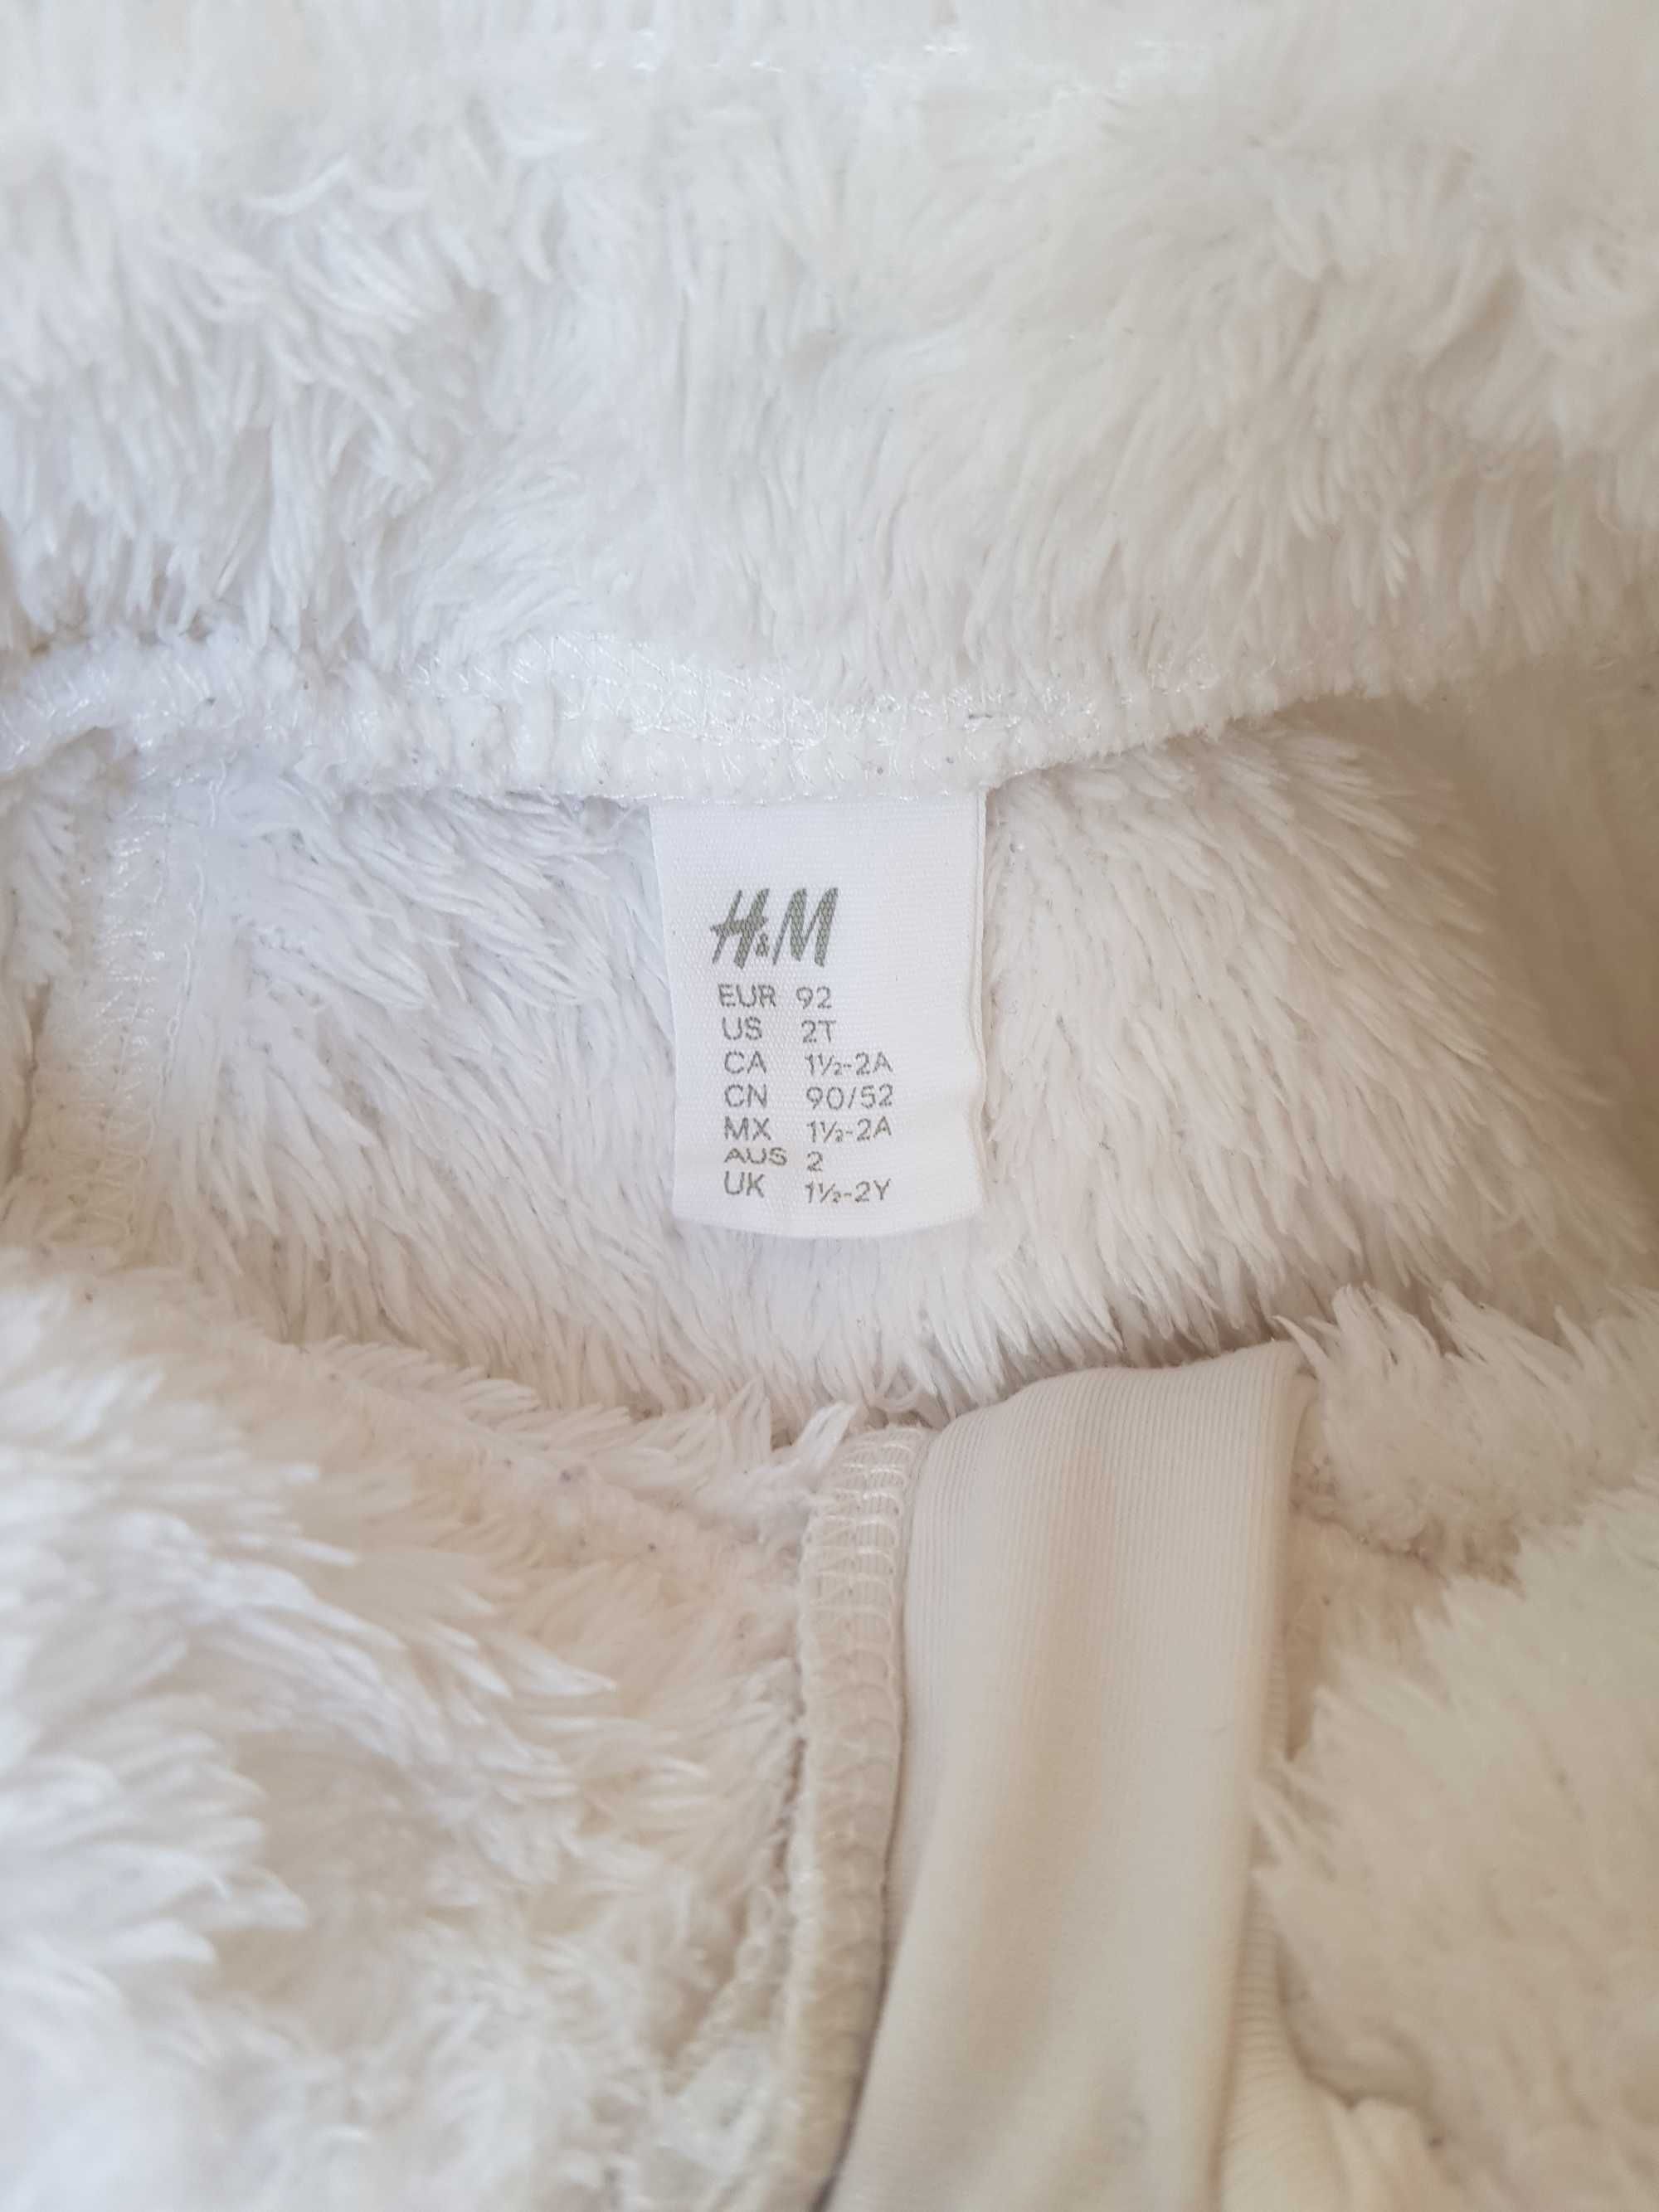 H&M
EUR 92
US 2T
CA 1½-2A
CN 90/52
MX 1½-2A
AUS 2
UK 1½-2Y